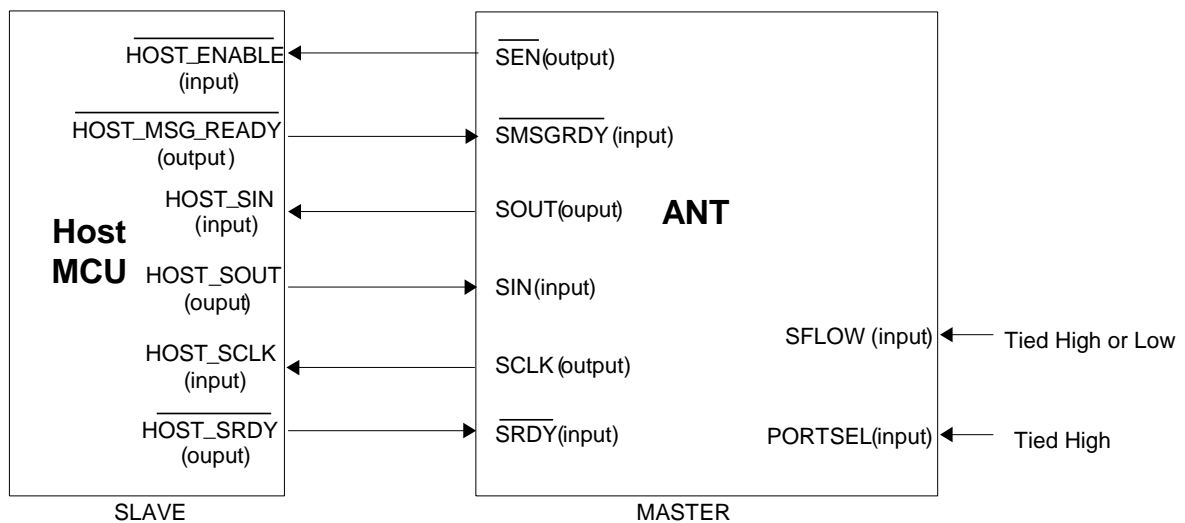 HOST_ENABLE
(input)
SEN(output)
HOST_MSG_READY
(output)
SMSGRDY (input)
HOST_SIN
(input)
SOUT(ouput)
ANT
Host
MCU
HOST_SOUT
(ouput)
SIN(input)
SFLOW (input)
Tied High or Low
HOST_SCLK
(input)
SCLK (output)
HOST_SRDY
(ouput)
SRDY(input)
PORTSEL(input)
Tied High
SLAVE
MASTER